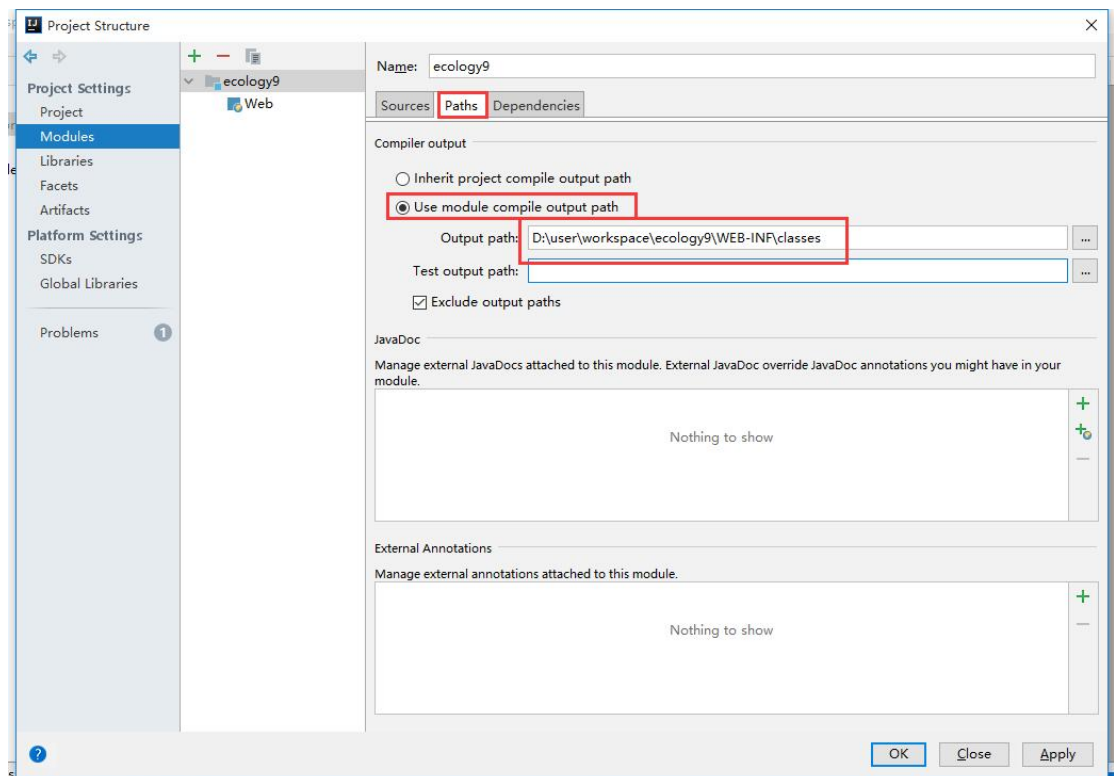 Project Structure
ecology9
Web
Project Settings
Project
Modules
Libraries
Facets
Artifacts
Platform Settings
SDKs
Global Libraries
Problems 1
Name: ecology9
Sources Paths Dependencies
Compiler output
Inherit project compile output path
Use module compile output path
Output path: D:\user\workspace\ecology9\WEB-INF\classes ...
Test output path: ...
Exclude output paths
JavaDoc
Manage external JavaDocs attached to this module. External JavaDoc override JavaDoc annotations you might have in your
module.
Nothing to show
External Annotations
Manage external annotations attached to this module.
Nothing to show
?
OK Close Apply